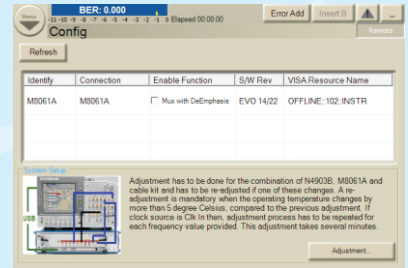 Menu
BER: 0.000
-11 -10 -9 -8 -7 -6 -5 -4 -3 -2 -1 0 Elapsed 00:00:00
Error Add
Insert B
Config
Remote
Refresh
Identify Connection Enable Function S/W Rev VISA Resource Name
M8061A M8061A Mux with DeEmphasis EVO 14/22 OFFLINE::102::INSTR
System Setup
USB
Adjustment has to be done for the combination of N4903B, M8061A and
cable kit and has to be re-adjusted if one of these changes. A re-
adjustment is mandatory when the operating temperature changes by
more than 5 degree Celsius, compared to the previous adjustment. If
clock source is Clk In then, adjustment process has to be repeated for
each frequency value provided. This adjustment takes several minutes.
Adjustment...